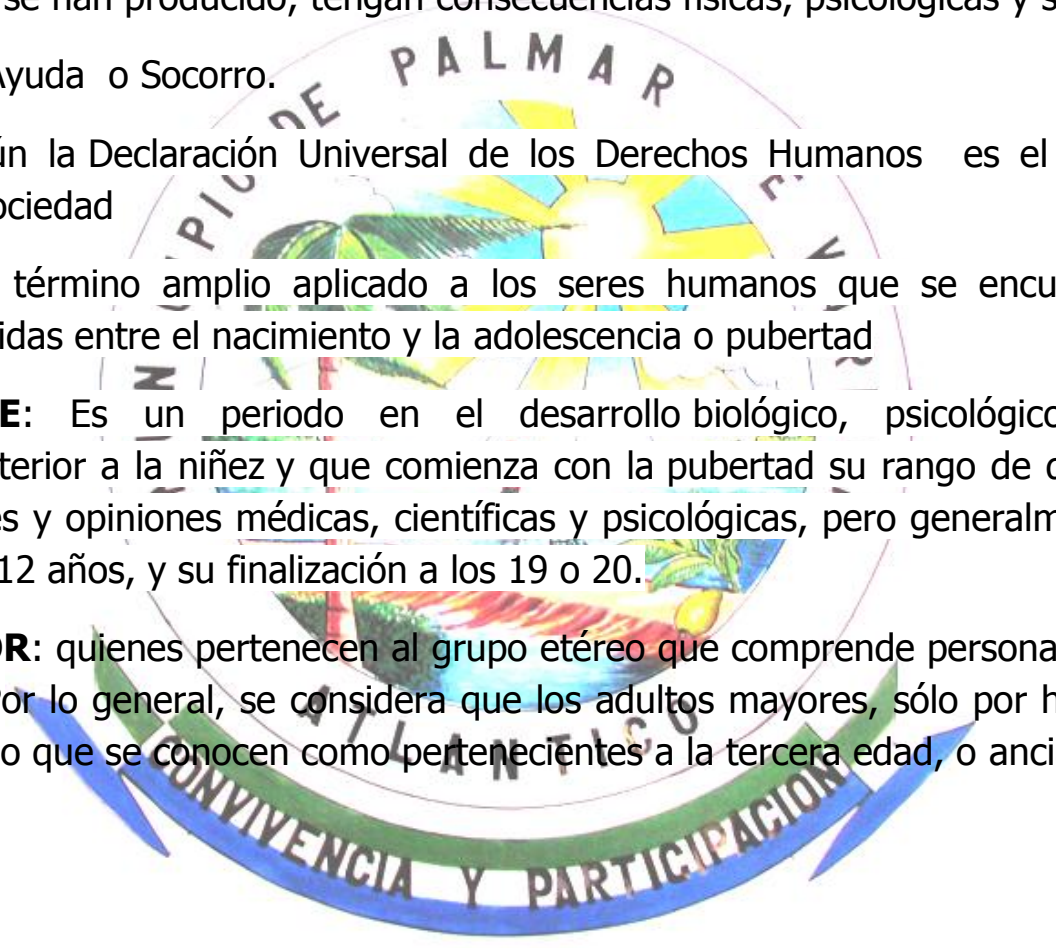 se han producido, tengan consecuencias físicas, psicológicas y s
Ayuda o Socorro.
ún la Declaración Universal de los Derechos Humanos es el
ociedad
término amplio aplicado a los seres humanos que se encu
idas entre el nacimiento y la adolescencia o pubertad
E: Es un periodo en el desarrollo biológico, psicológico
terior a la niñez y que comienza con la pubertad su rango de d
es y opiniones médicas, científicas y psicológicas, pero generalm
12 años, y su finalización a los 19 o 20.
OR: quienes pertenecen al grupo etéreo que comprende persona
Por lo general, se considera que los adultos mayores, sólo por h
o que se conocen como pertenecientes a la tercera edad, o anci
DE PALMAR DE VAR
ATLANTICO
CONVIVENCIA Y PARTICIPACION